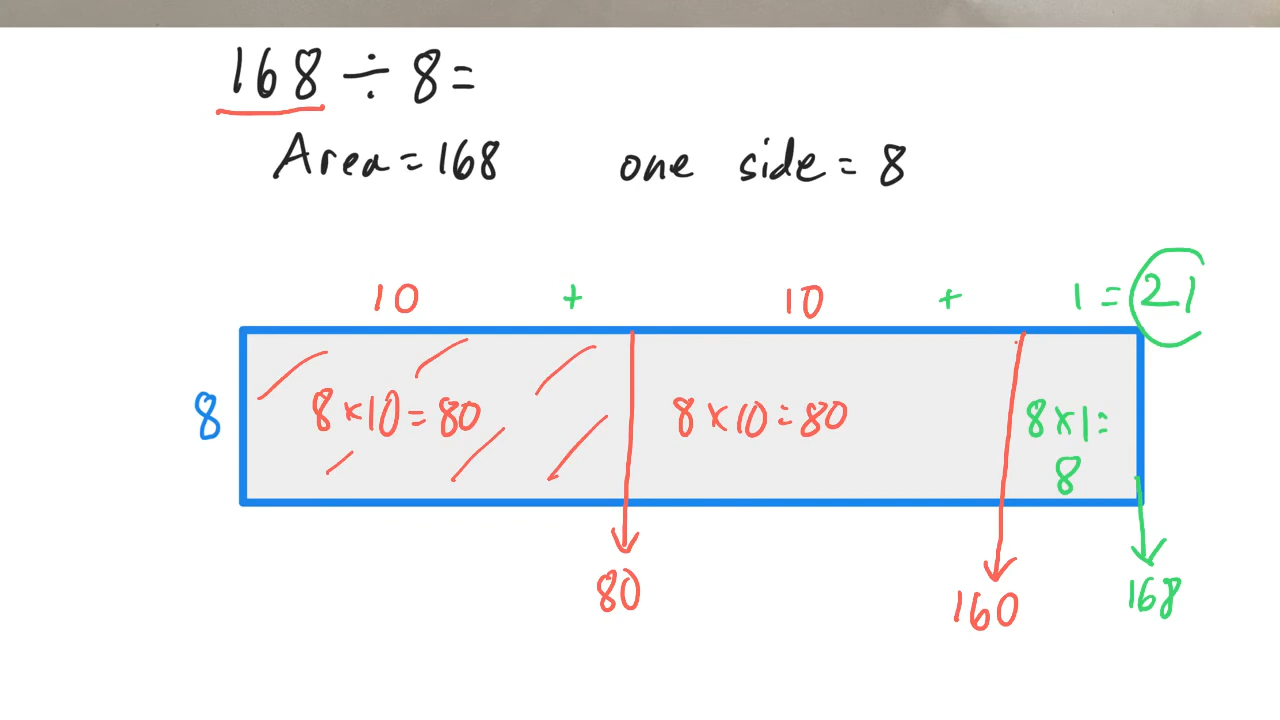 168 ÷ 8 =
Area = 168 one side = 8
10 + 10 + 1 = 21
8
8 × 10 = 80
8 × 10 = 80
8 × 1 =
8
80
160
168